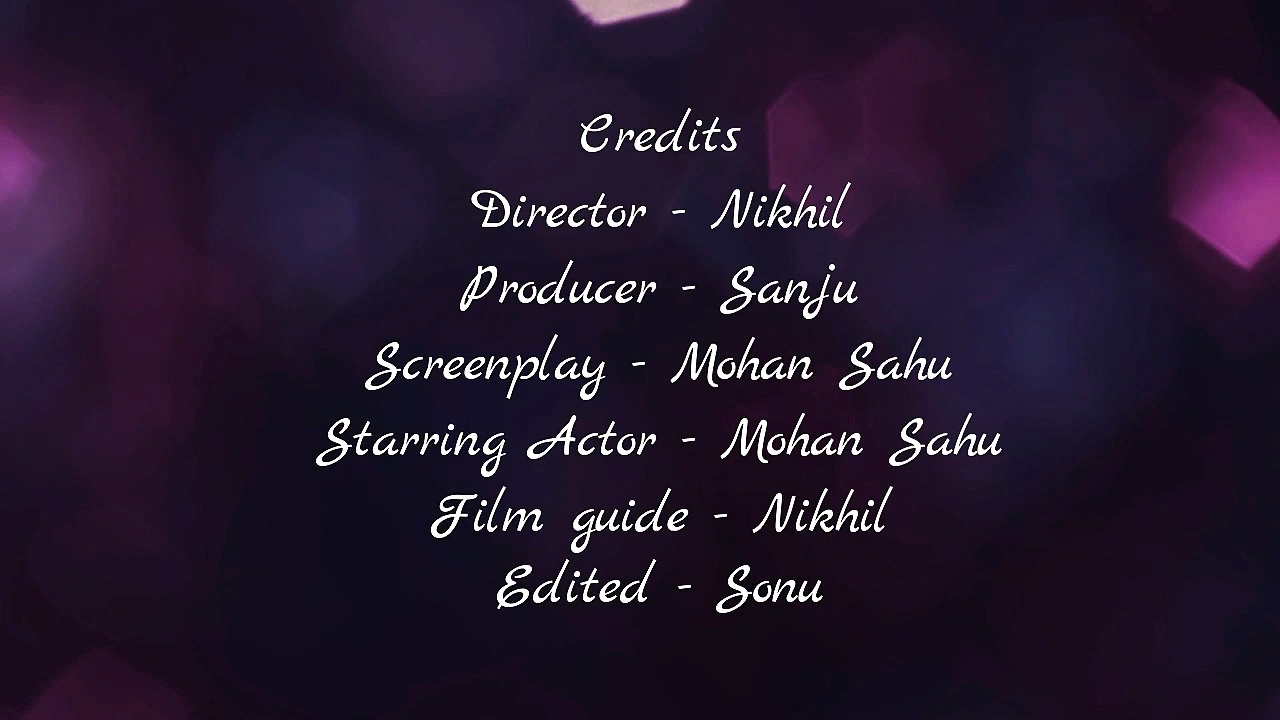 Credits
Director - Nikhil
Producer - Sanju
Screenplay - Mohan Sahu
Starring Actor - Mohan Sahu
Film guide - Nikhil
Edited - Sonu